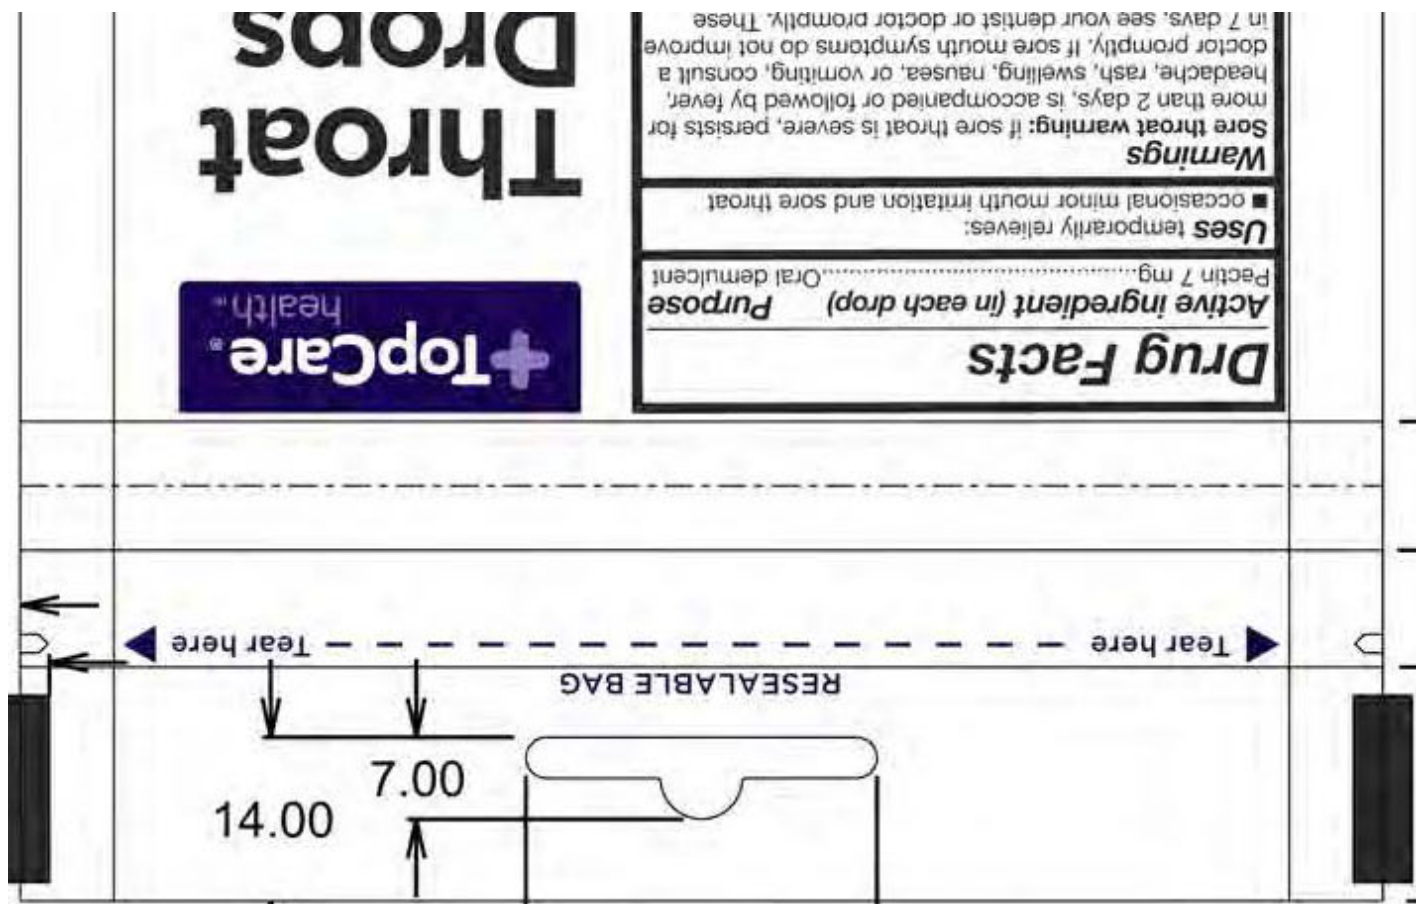 7.00
14.00
RESEALABLE BAG
Tear here
Tear here
Drug Facts
Active ingredient (in each drop) Purpose
Pectin 7 mg......................................................Oral demulcent
Uses temporarily relieves:
■ occasional minor mouth irritation and sore throat
Warnings
Sore throat warning: if sore throat is severe, persists for
more than 2 days, is accompanied or followed by fever,
headache, rash, swelling, nausea, or vomiting, consult a
doctor promptly. If sore mouth symptoms do not improve
in 7 days, see your dentist or doctor promptly. These
TopCare®
health™
Throat
Drops